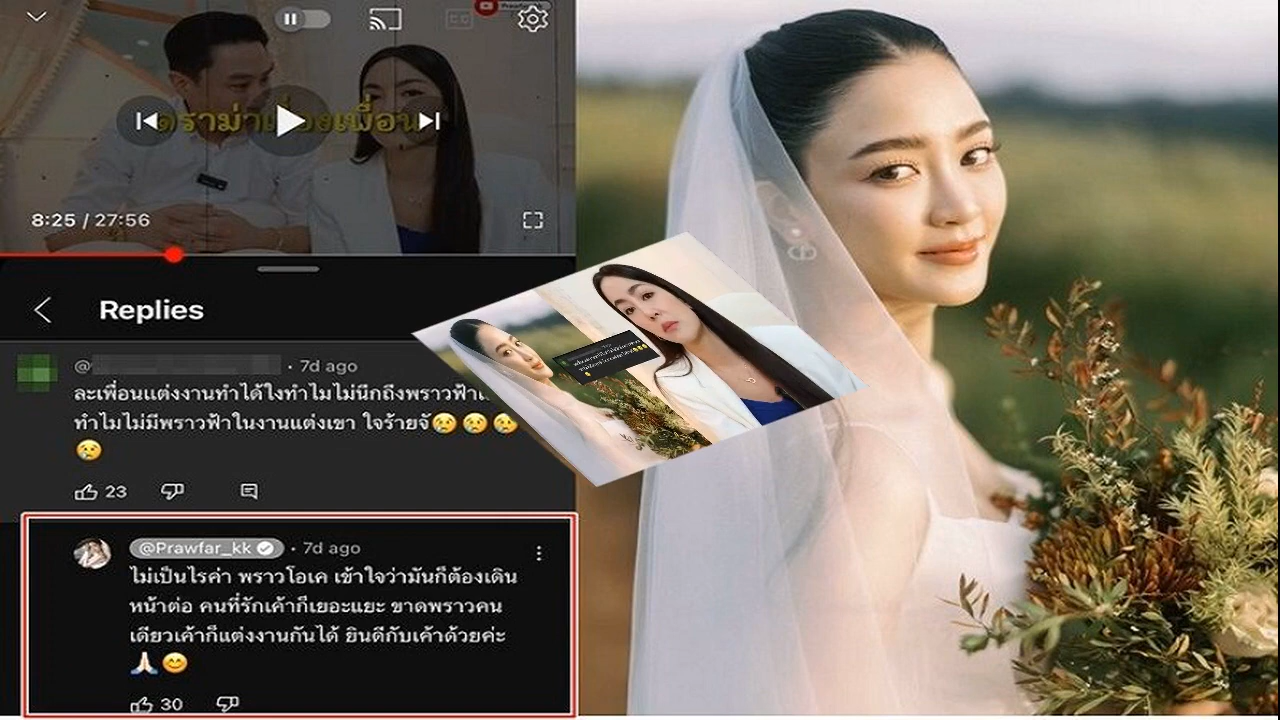 ดราม่าเรื่องเพื่อน
8:25 / 27:56
Replies
@ · 7d ago
ละเพื่อนแต่งงานทำได้ไงทำไมไม่นึกถึงพราวฟ้า
ทำไมไม่มีพราวฟ้าในงานแต่งเขา ใจร้ายจั😢😢😢
😢
23
@Prawfar_kk · 7d ago
ไม่เป็นไรค่า พราวโอเค เข้าใจว่ามันก็ต้องเดิน
หน้าต่อ คนที่รักเค้าก็เยอะแยะ ขาดพราวคน
เดียวเค้าก็แต่งงานกันได้ ยินดีกับเค้าด้วยค่ะ
🙏🏻😊
30